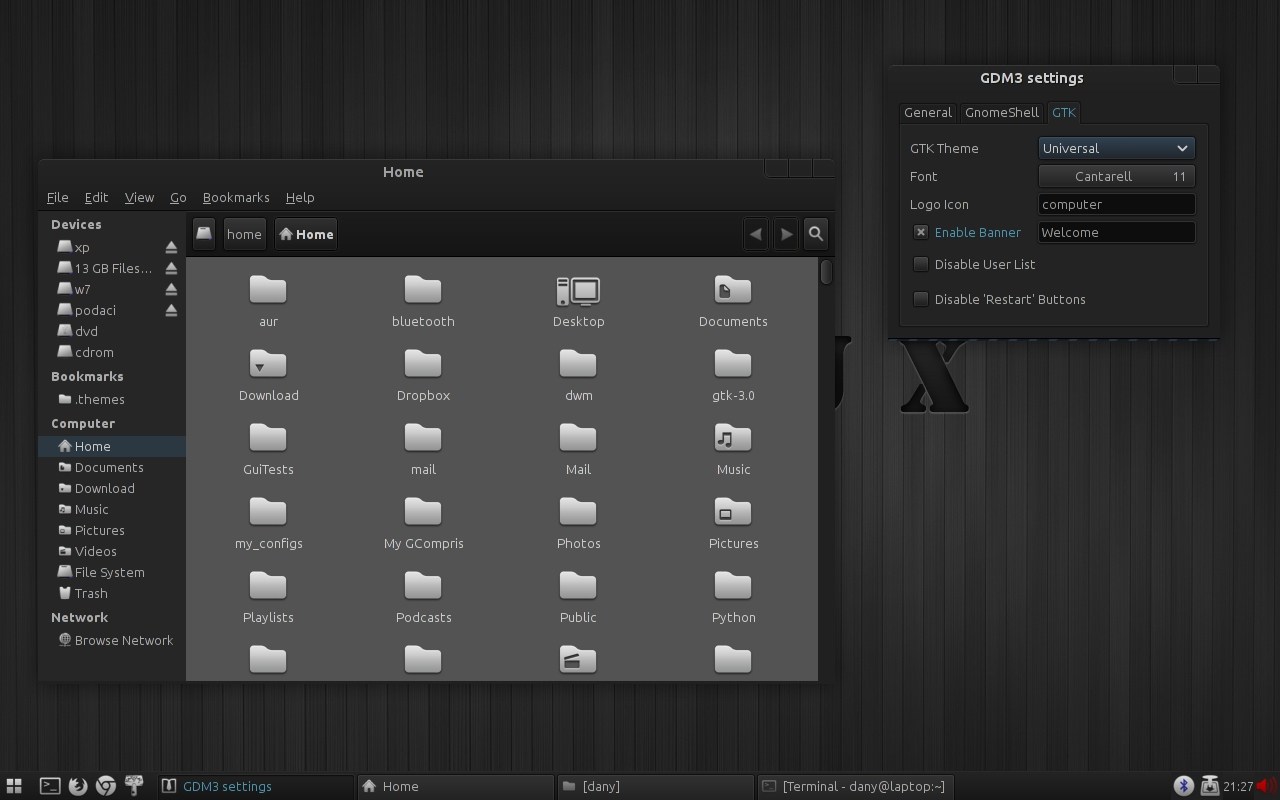 GDM3 settings
General GnomeShell GTK
GTK Theme Universal
Font Cantarell 11
Logo Icon computer
Enable Banner Welcome
Disable User List
Disable 'Restart' Buttons
Home
File Edit View Go Bookmarks Help
Devices
xp
13 GB Files...
w7
podaci
dvd
cdrom
Bookmarks
.themes
Computer
Home
Documents
Download
Music
Pictures
Videos
File System
Trash
Network
Browse Network
home Home
aur bluetooth Desktop Documents
Download Dropbox dwm gtk-3.0
GuiTests mail Mail Music
my_configs My GCompris Photos Pictures
Playlists Podcasts Public Python
X
GDM3 settings Home [dany] [Terminal - dany@laptop:~] 21:27